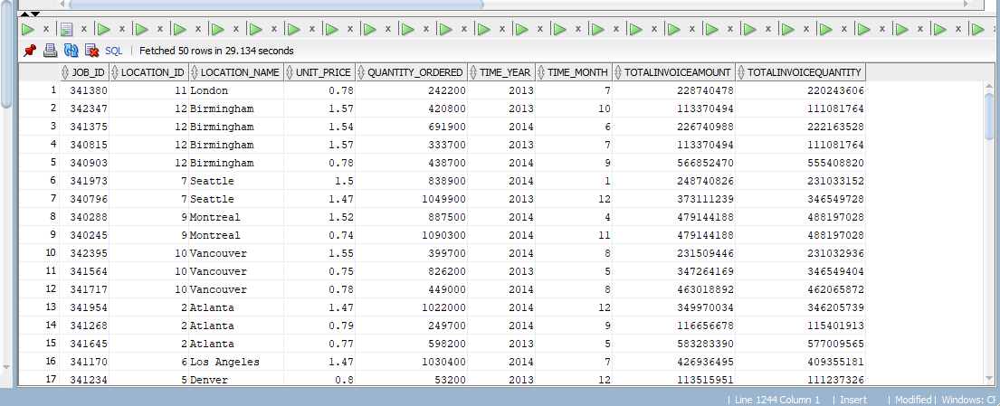 x x x x x x x x x x x x x x x x x x x x x x x x x
SQL | Fetched 50 rows in 29.134 seconds
JOB_ID LOCATION_ID LOCATION_NAME UNIT_PRICE QUANTITY_ORDERED TIME_YEAR TIME_MONTH TOTALINVOICEAMOUNT TOTALINVOICEQUANTITY
1 341380 11 London 0.78 242200 2013 7 228740478 220243606
2 342347 12 Birmingham 1.57 420800 2013 10 113370494 111081764
3 341375 12 Birmingham 1.54 691900 2014 6 226740988 222163528
4 340815 12 Birmingham 1.57 333700 2013 7 113370494 111081764
5 340903 12 Birmingham 0.78 438700 2014 9 566852470 555408820
6 341973 7 Seattle 1.5 838900 2014 1 248740826 231033152
7 340796 7 Seattle 1.47 1049900 2013 12 373111239 346549728
8 340288 9 Montreal 1.52 887500 2014 4 479144188 488197028
9 340245 9 Montreal 0.74 1090300 2014 11 479144188 488197028
10 342395 10 Vancouver 1.55 399700 2014 8 231509446 231032936
11 341564 10 Vancouver 0.75 826200 2013 5 347264169 346549404
12 341717 10 Vancouver 0.78 449000 2014 8 463018892 462065872
13 341954 2 Atlanta 1.47 1022000 2014 12 349970034 346205739
14 341268 2 Atlanta 0.79 249700 2014 9 116656678 115401913
15 341645 2 Atlanta 0.77 598200 2013 5 583283390 577009565
16 341170 6 Los Angeles 1.47 1030400 2014 7 426936495 409355181
17 341234 5 Denver 0.8 53200 2013 12 113515951 111237326
| Line 1244 Column 1 | Insert | Modified | Windows: